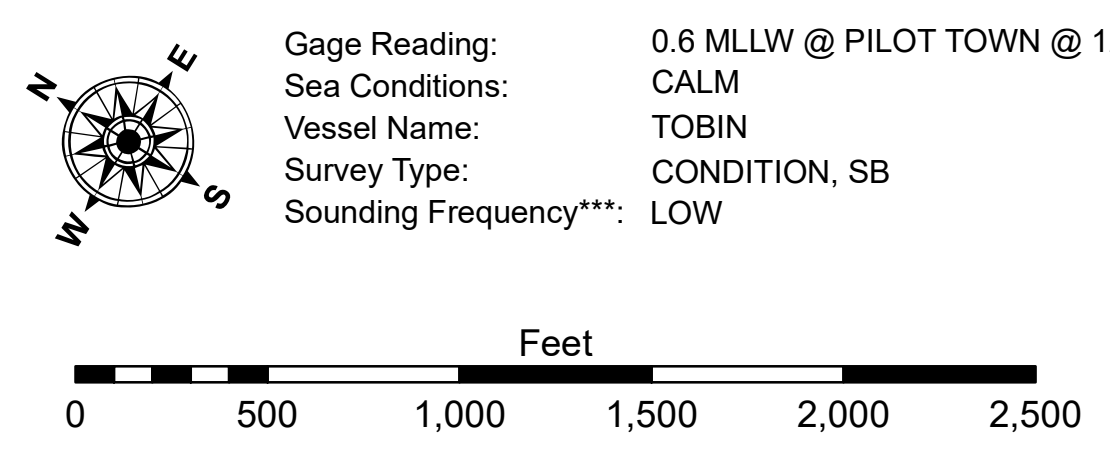 N
E
S
W
Gage Reading: 0.6 MLLW @ PILOT TOWN @ 1
Sea Conditions: CALM
Vessel Name: TOBIN
Survey Type: CONDITION, SB
Sounding Frequency***: LOW
Feet
0 500 1,000 1,500 2,000 2,500